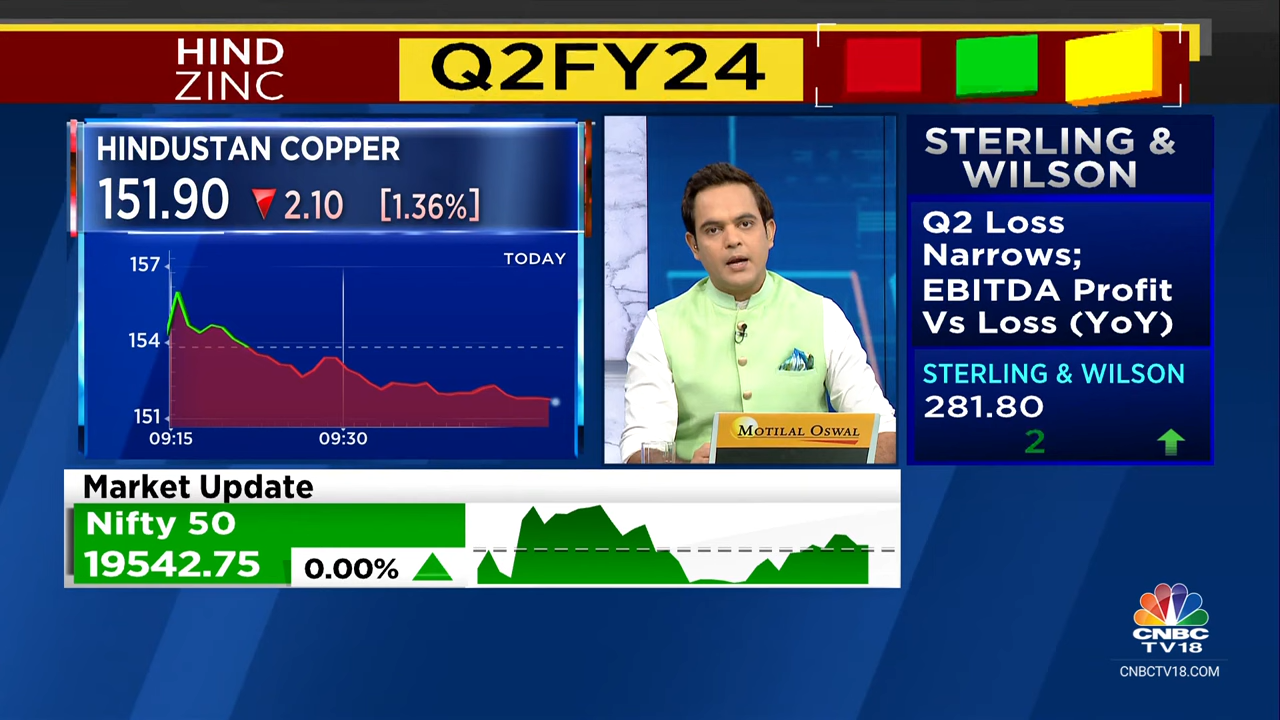 HIND
ZINC
Q2FY24
HINDUSTAN COPPER
151.90 2.10 [1.36%]
TODAY
157
154
151
09:15 09:30
MOTILAL OSWAL
STERLING &
WILSON
Q2 Loss
Narrows;
EBITDA Profit
Vs Loss (YoY)
STERLING & WILSON
281.80
2
Market Update
Nifty 50
19542.75 0.00%
CNBC
TV18
CNBCTV18.COM